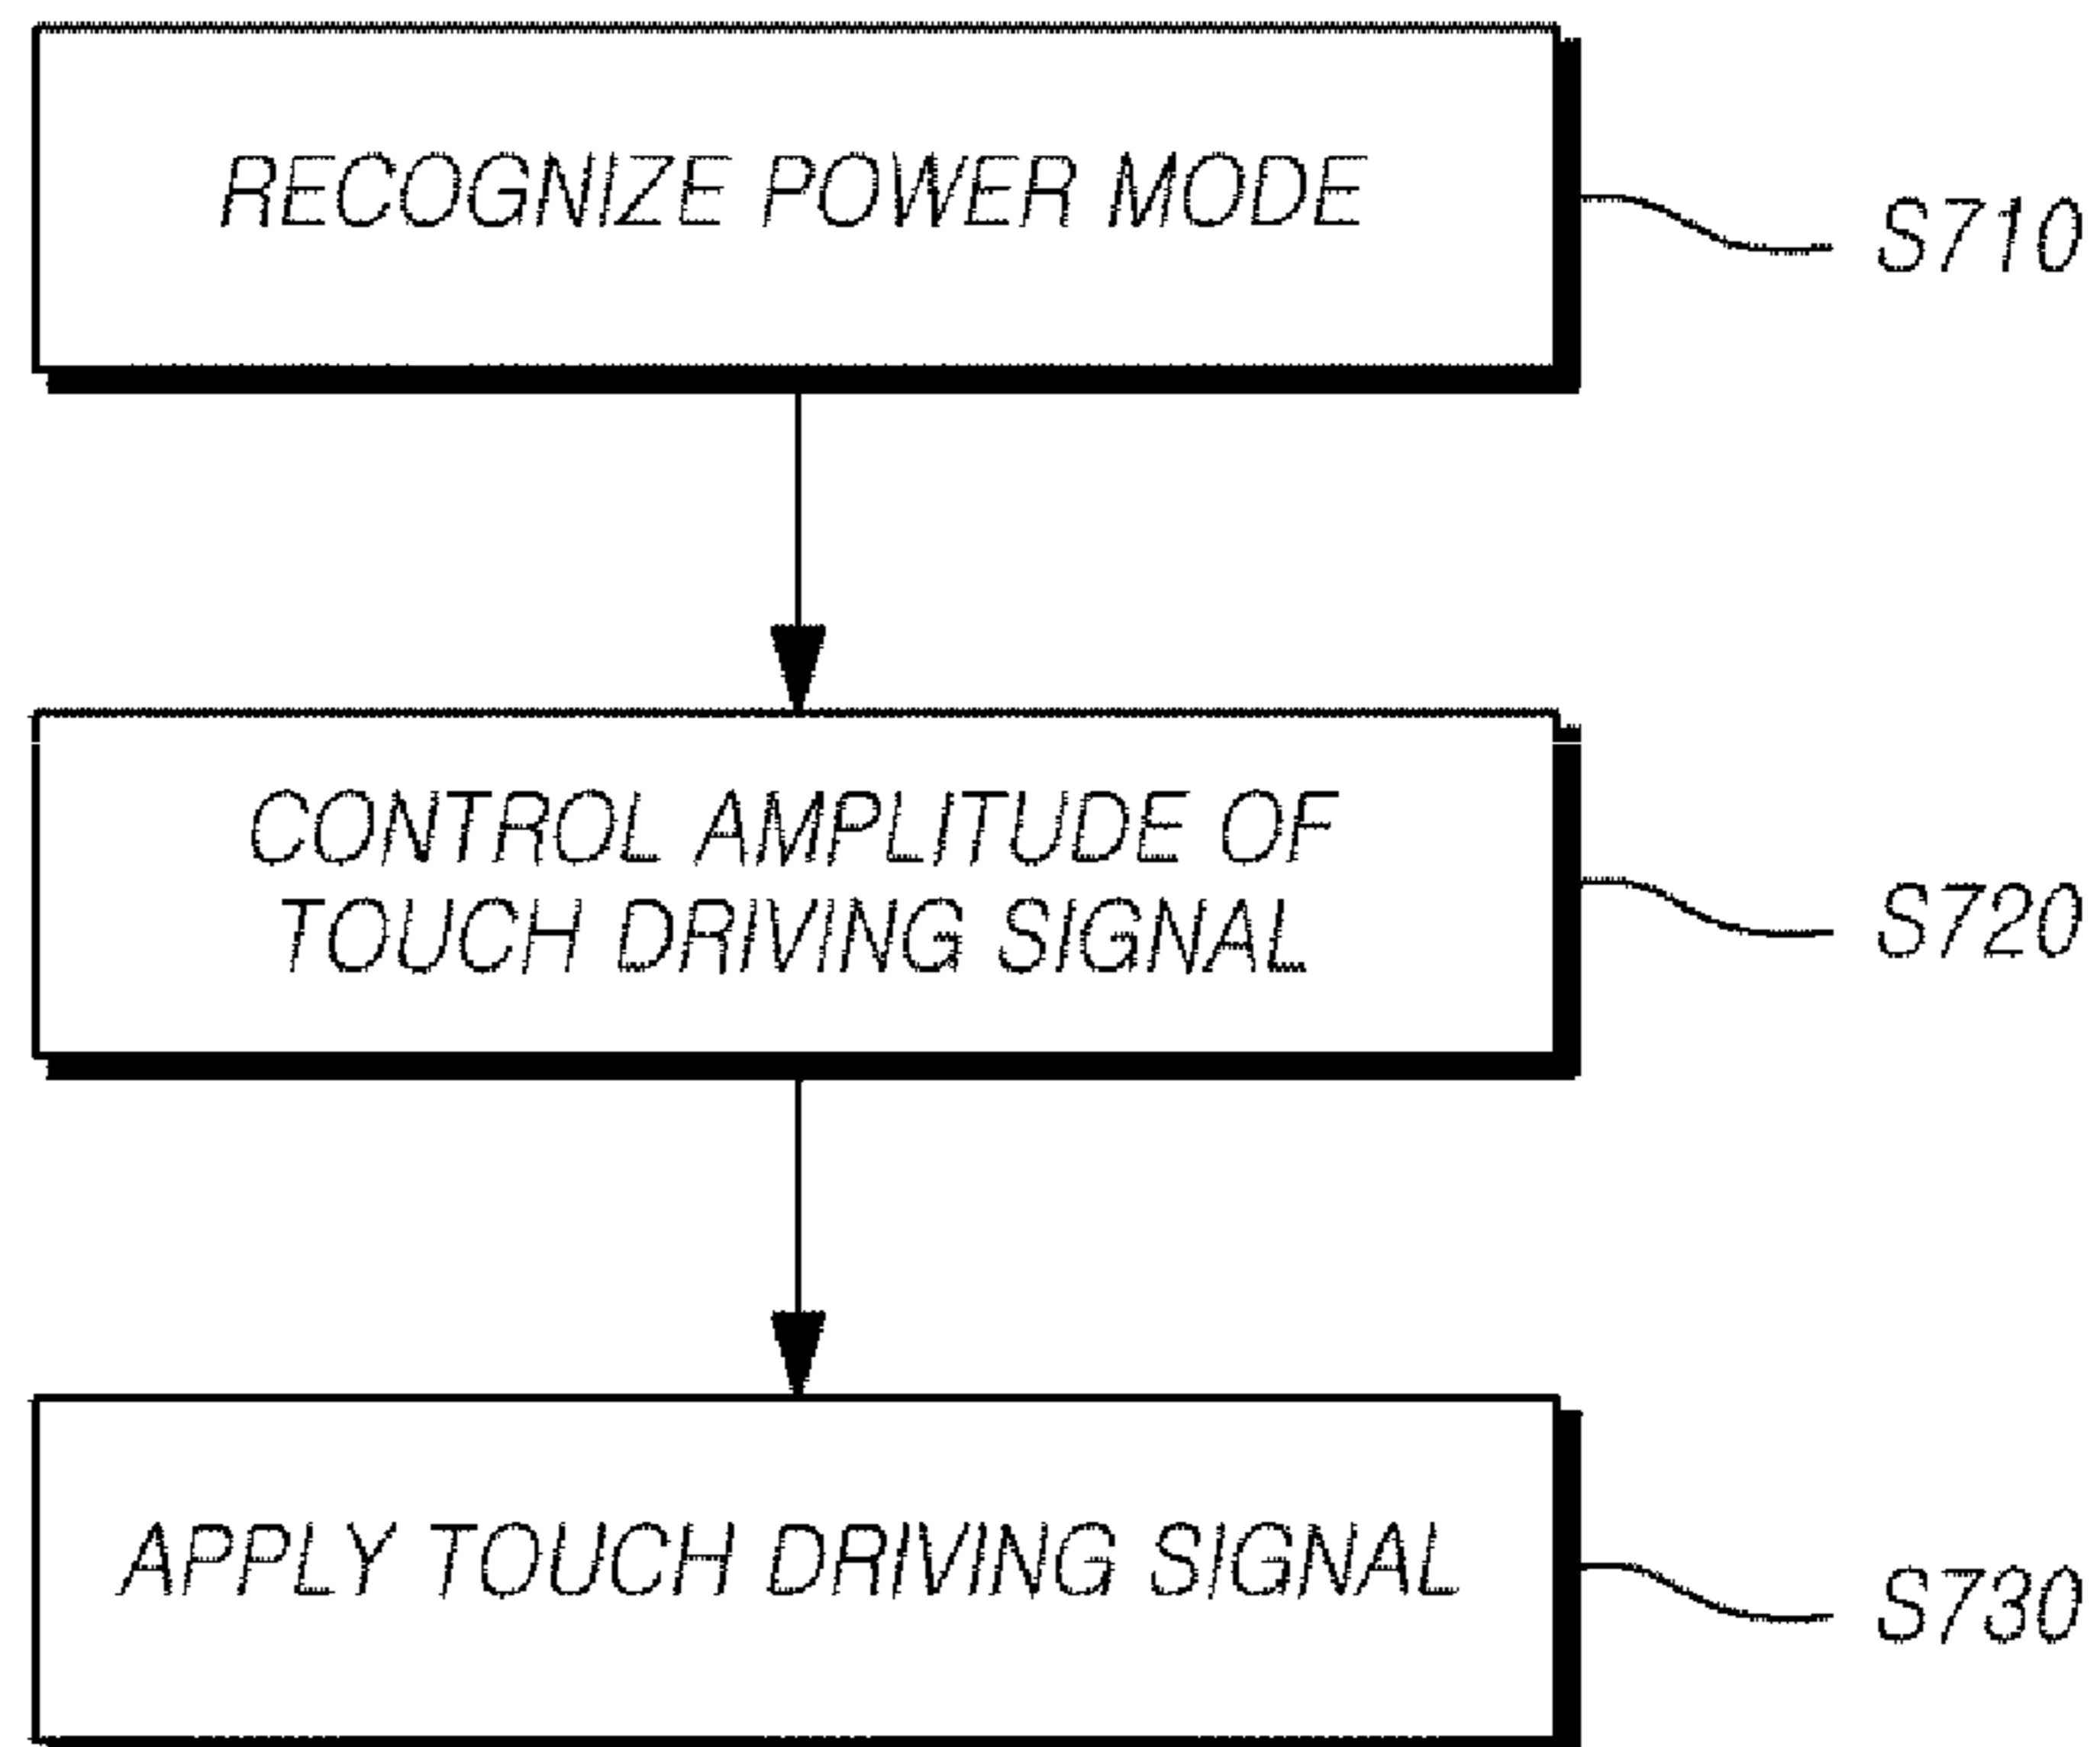 RECOGNIZE POWER MODE
S710
CONTROL AMPLITUDE OF
TOUCH DRIVING SIGNAL
S720
APPLY TOUCH DRIVING SIGNAL
S730